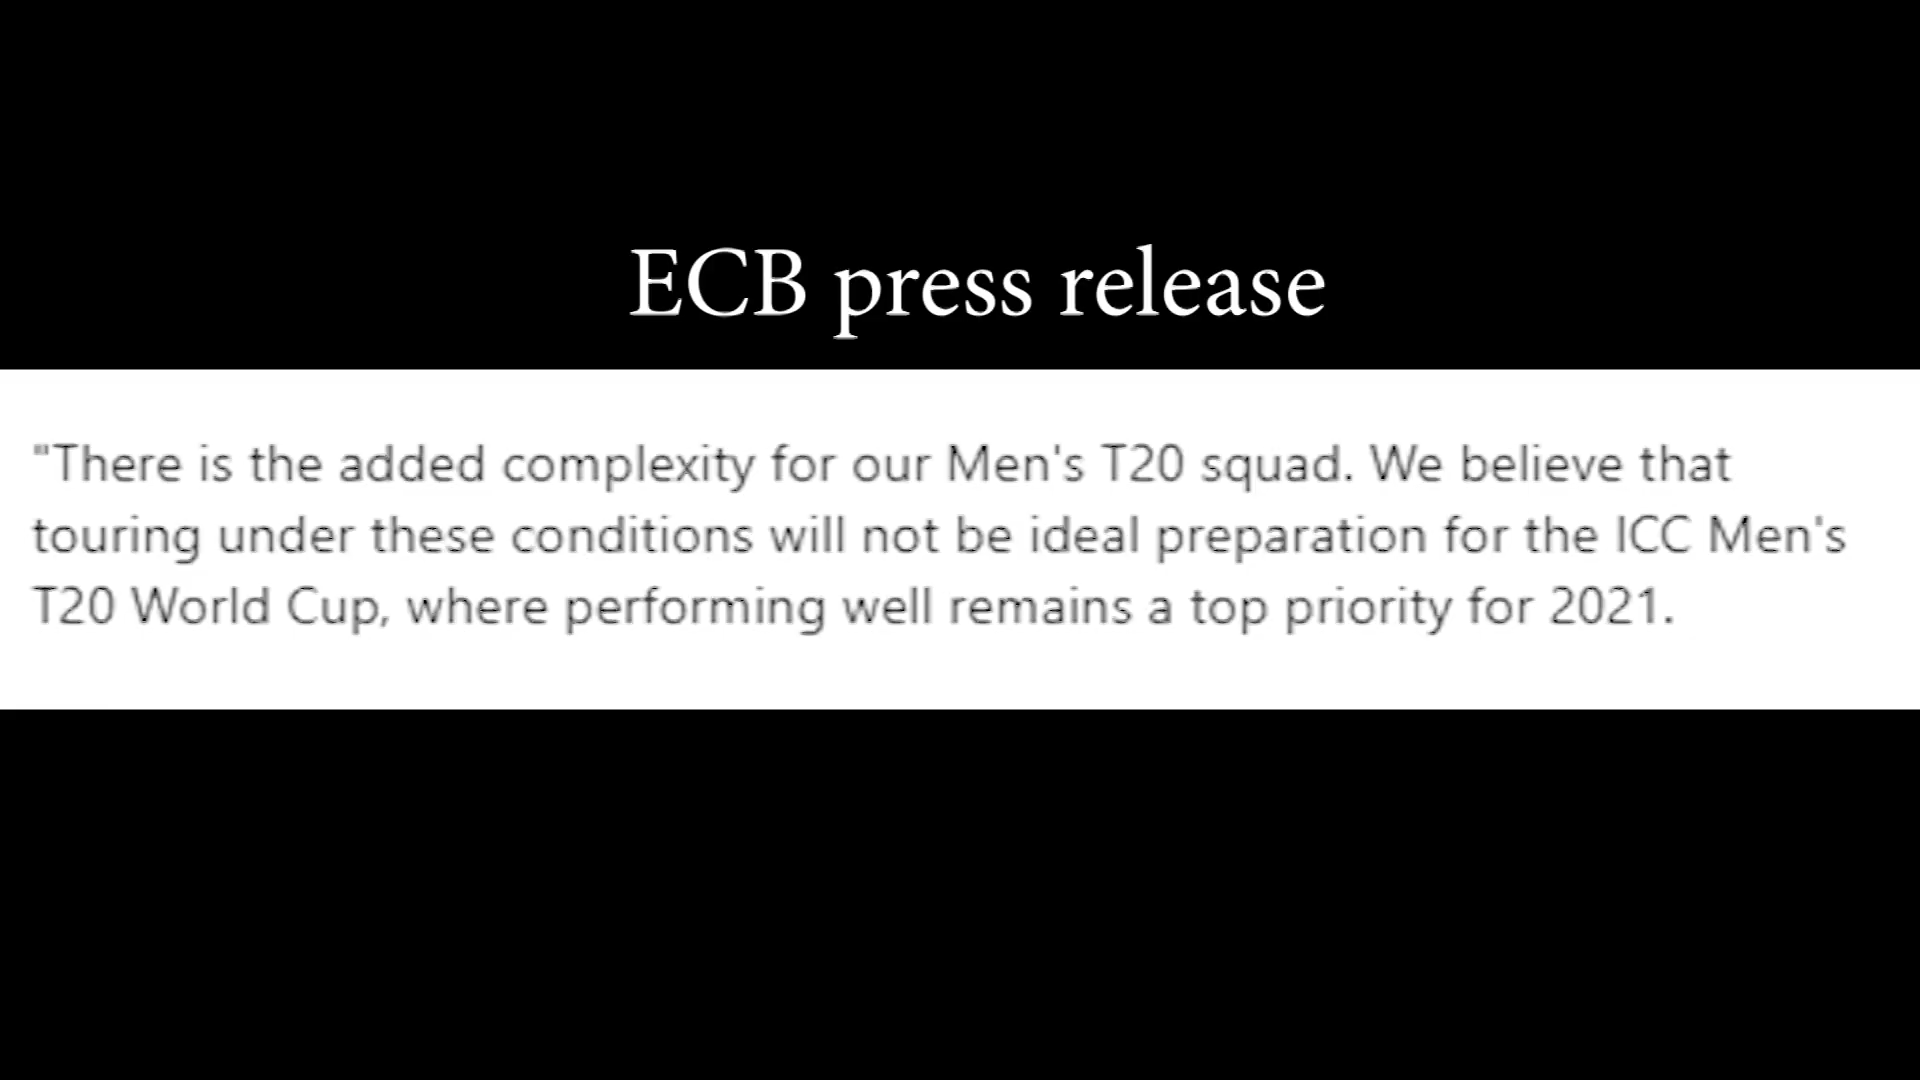 ECB press release
"There is the added complexity for our Men's T20 squad. We believe that
touring under these conditions will not be ideal preparation for the ICC Men's
T20 World Cup, where performing well remains a top priority for 2021.